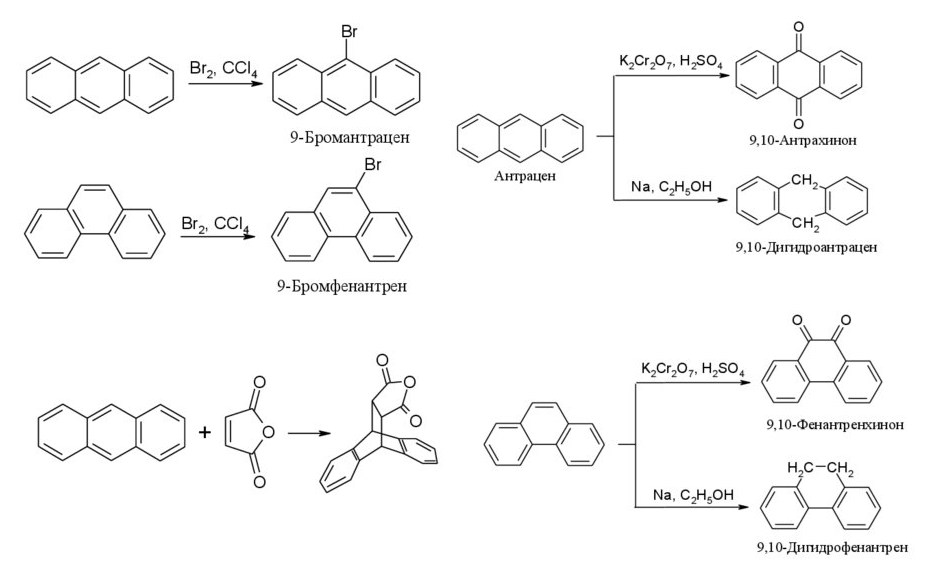 Br
Br₂, CCl₄
9-Бромантрацен
Br
Br₂, CCl₄
9-Бромфенантрен
Антрацен
K₂Cr₂O₇, H₂SO₄
O
O
9,10-Антрахинон
Na, C₂H₅OH
CH₂
CH₂
9,10-Дигидроантрацен
+
O
O
O
O
O
O
K₂Cr₂O₇, H₂SO₄
O O
9,10-Фенантренхинон
Na, C₂H₅OH
H₂C–CH₂
9,10-Дигидрофенантрен